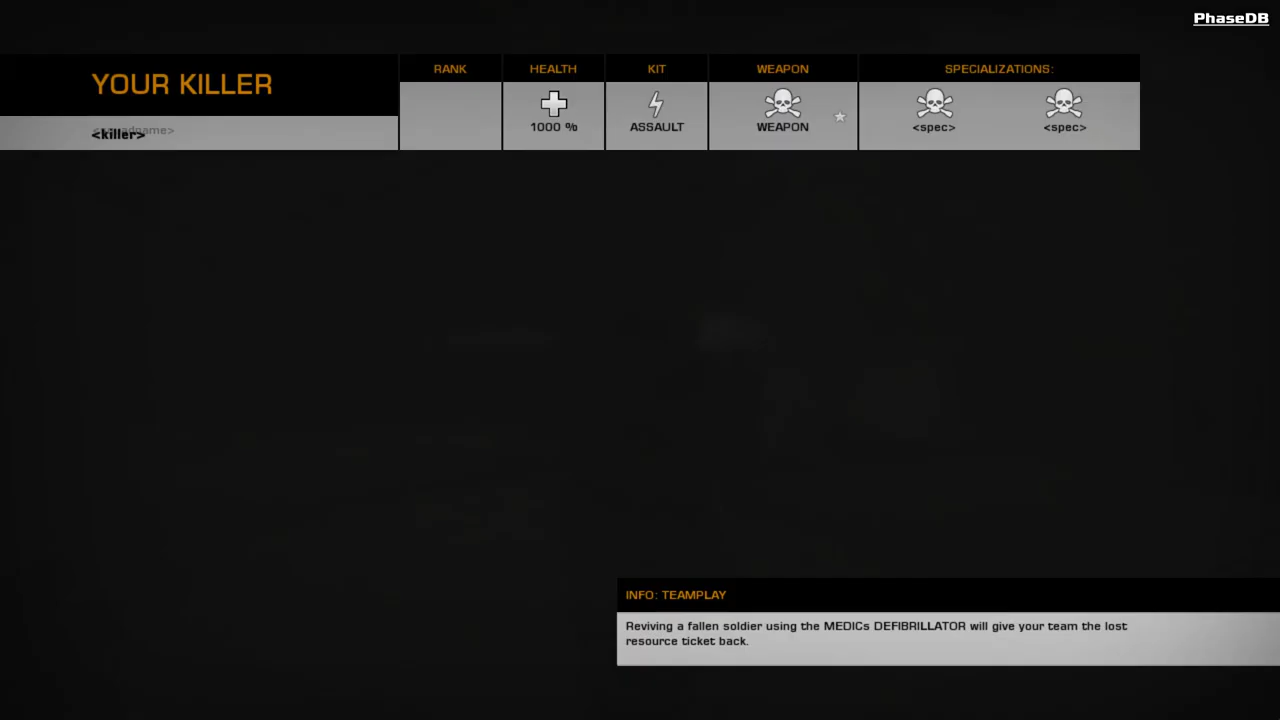 PhaseDB
YOUR KILLER
<killer>
RANK
HEALTH
1000 %
KIT
ASSAULT
WEAPON
WEAPON
SPECIALIZATIONS:
<spec>
<spec>
INFO: TEAMPLAY
Reviving a fallen soldier using the MEDICs DEFIBRILLATOR will give your team the lost
resource ticket back.